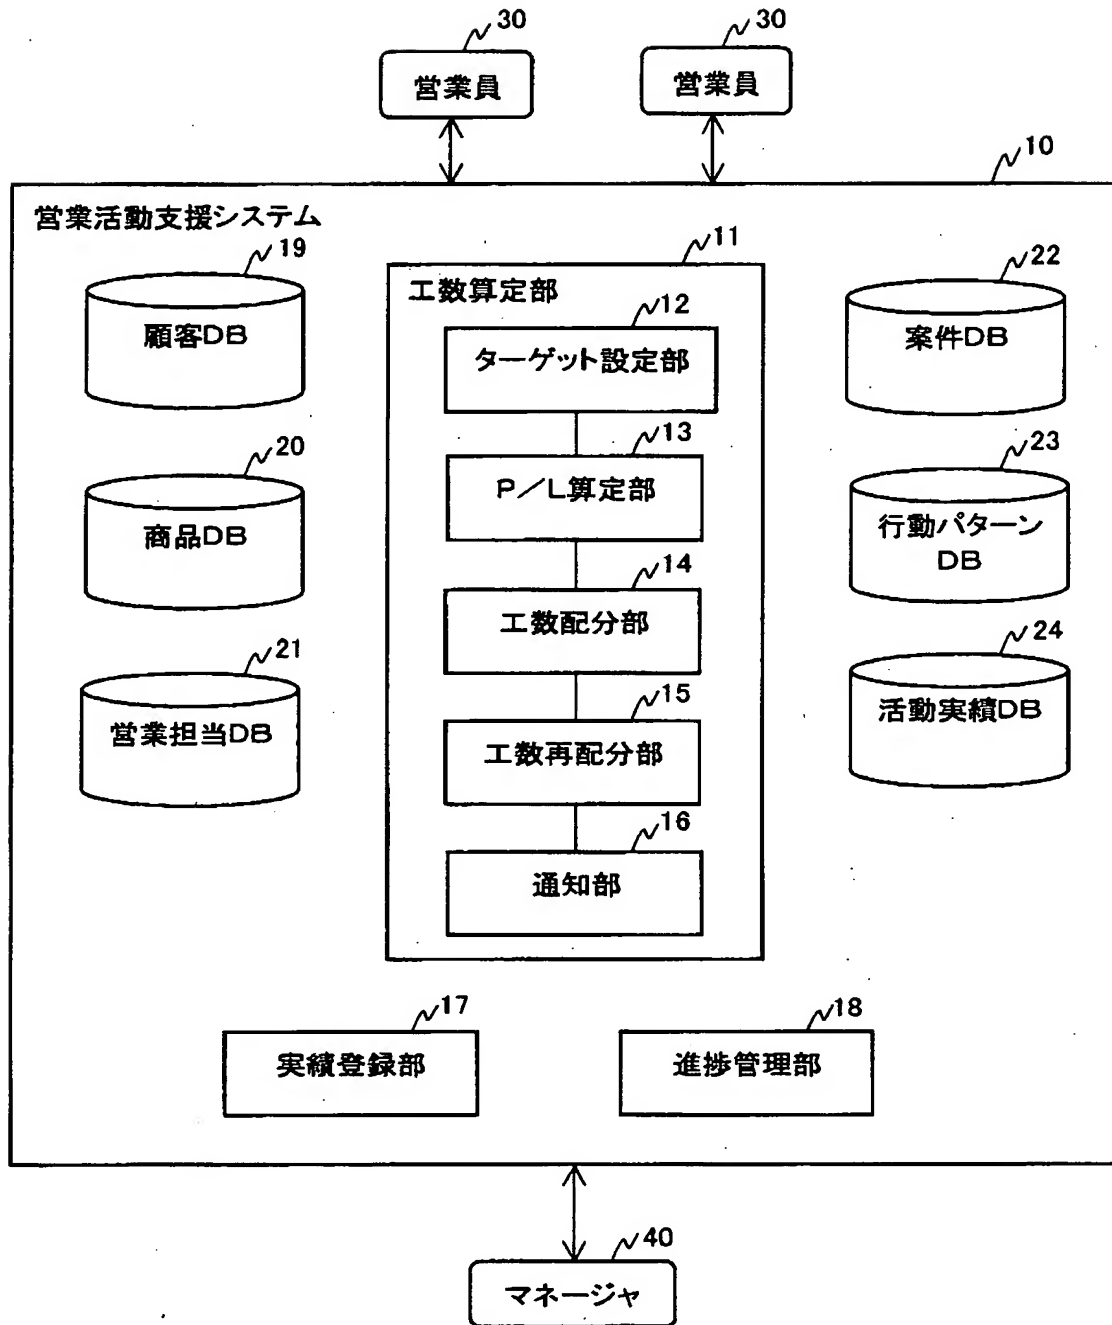 30
30
営業員
営業員
10
営業活動支援システム
19
顧客DB
11
工数算定部
12
ターゲット設定部
22
案件DB
20
商品DB
13
P/L算定部
23
行動パターン
DB
14
工数配分部
21
営業担当DB
15
工数再配分部
24
活動実績DB
16
通知部
17
実績登録部
18
進捗管理部
40
マネージャ